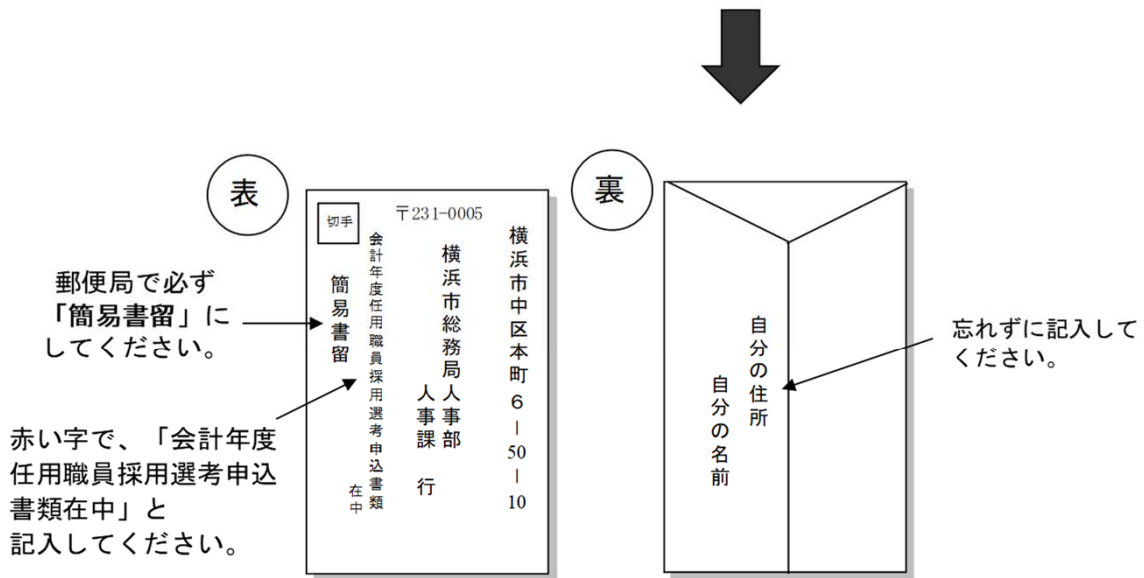 表
切手
〒231-0005
横浜市中区本町6-50-10
横浜市総務局人事部
人事課 行
会計年度任用職員採用選考申込書類
在中
簡易書留
郵便局で必ず
「簡易書留」に
してください。
赤い字で、「会計年度
任用職員採用選考申込
書類在中」と
記入してください。
裏
自分の住所
自分の名前
忘れずに記入して
ください。